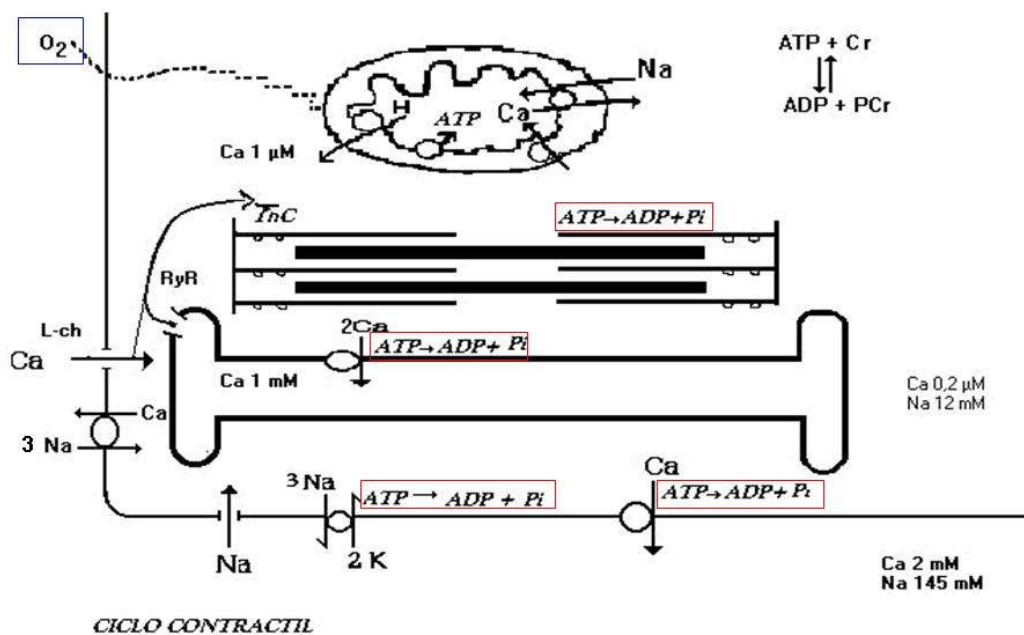 O2
ATP + Cr
ADP + PCr
Na
H
ATP
Ca
Ca 1 µM
TnC
ATP→ADP+Pi
RyR
L-ch
Ca
2Ca
ATP→ADP+ Pi
Ca 1 mM
Ca 0,2 µM
Na 12 mM
Ca
3 Na
3Na
ATP → ADP + Pi
Ca
ATP→ADP+ Pi
Na
2 K
Ca 2 mM
Na 145 mM
CICLO CONTRACTIL